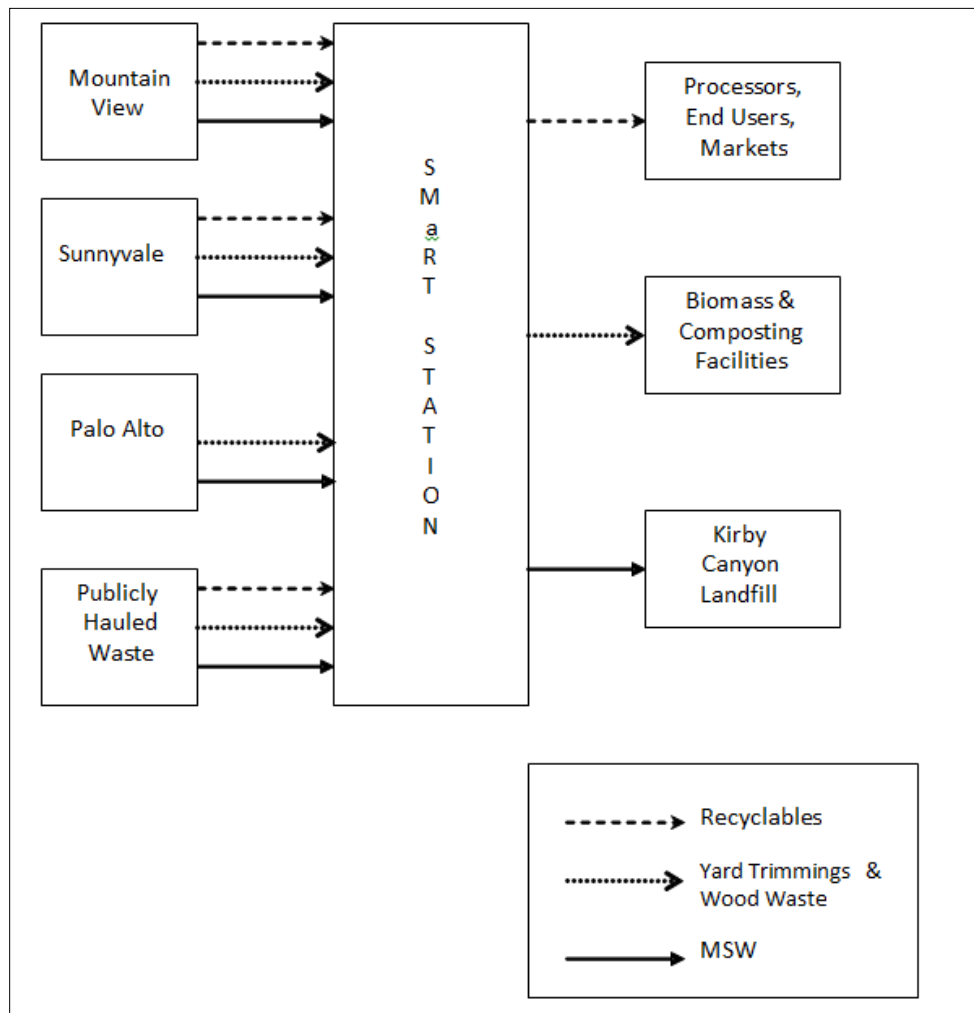 Mountain
View
Sunnyvale
Palo Alto
Publicly
Hauled
Waste
S
M
a
R
T
S
T
A
T
I
O
N
Processors,
End Users,
Markets
Biomass &
Composting
Facilities
Kirby
Canyon
Landfill
Recyclables
Yard Trimmings &
Wood Waste
MSW